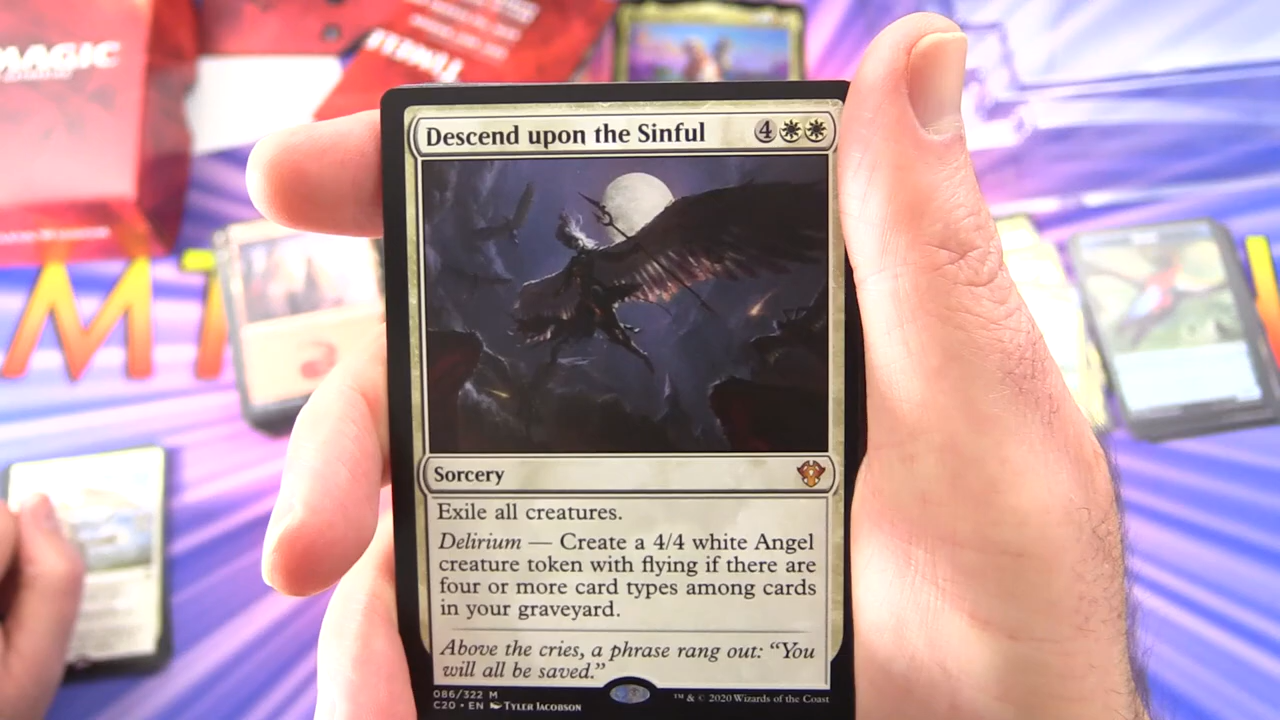 MAGIC
Descend upon the Sinful
4
MT
Sorcery
Exile all creatures.
Delirium — Create a 4/4 white Angel
creature token with flying if there are
four or more card types among cards
in your graveyard.
Above the cries, a phrase rang out: “You
will all be saved.”
086/322 M
C20 • EN Tyler Jacobson
™ & © 2020 Wizards of the Coast